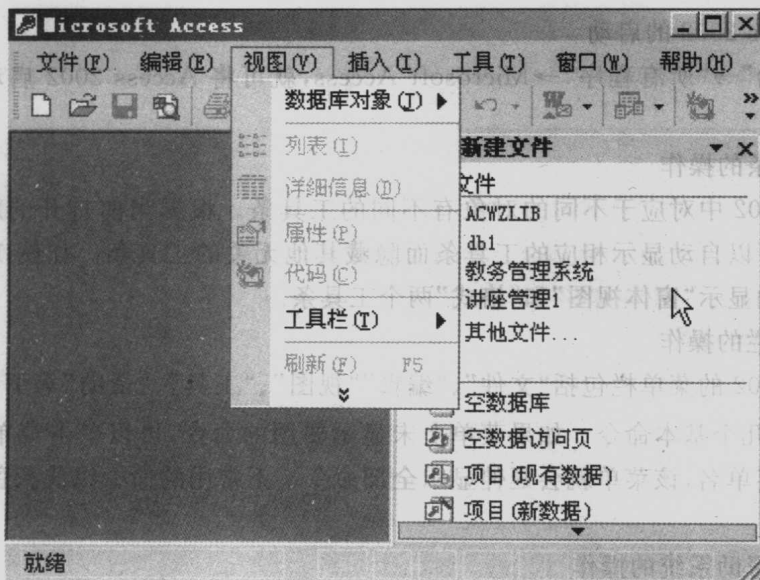 Microsoft Access
文件(F) 编辑(E) 视图(V) 插入(I) 工具(T) 窗口(W) 帮助(H)
数据库对象(J)
列表(I)
详细信息(D)
属性(P)
代码(C)
工具栏(T)
刷新(F) F5
新建文件
文件
ACWZLIB
db1
教务管理系统
讲座管理1
其他文件...
空数据库
空数据访问页
项目(现有数据)
项目(新数据)
就绪